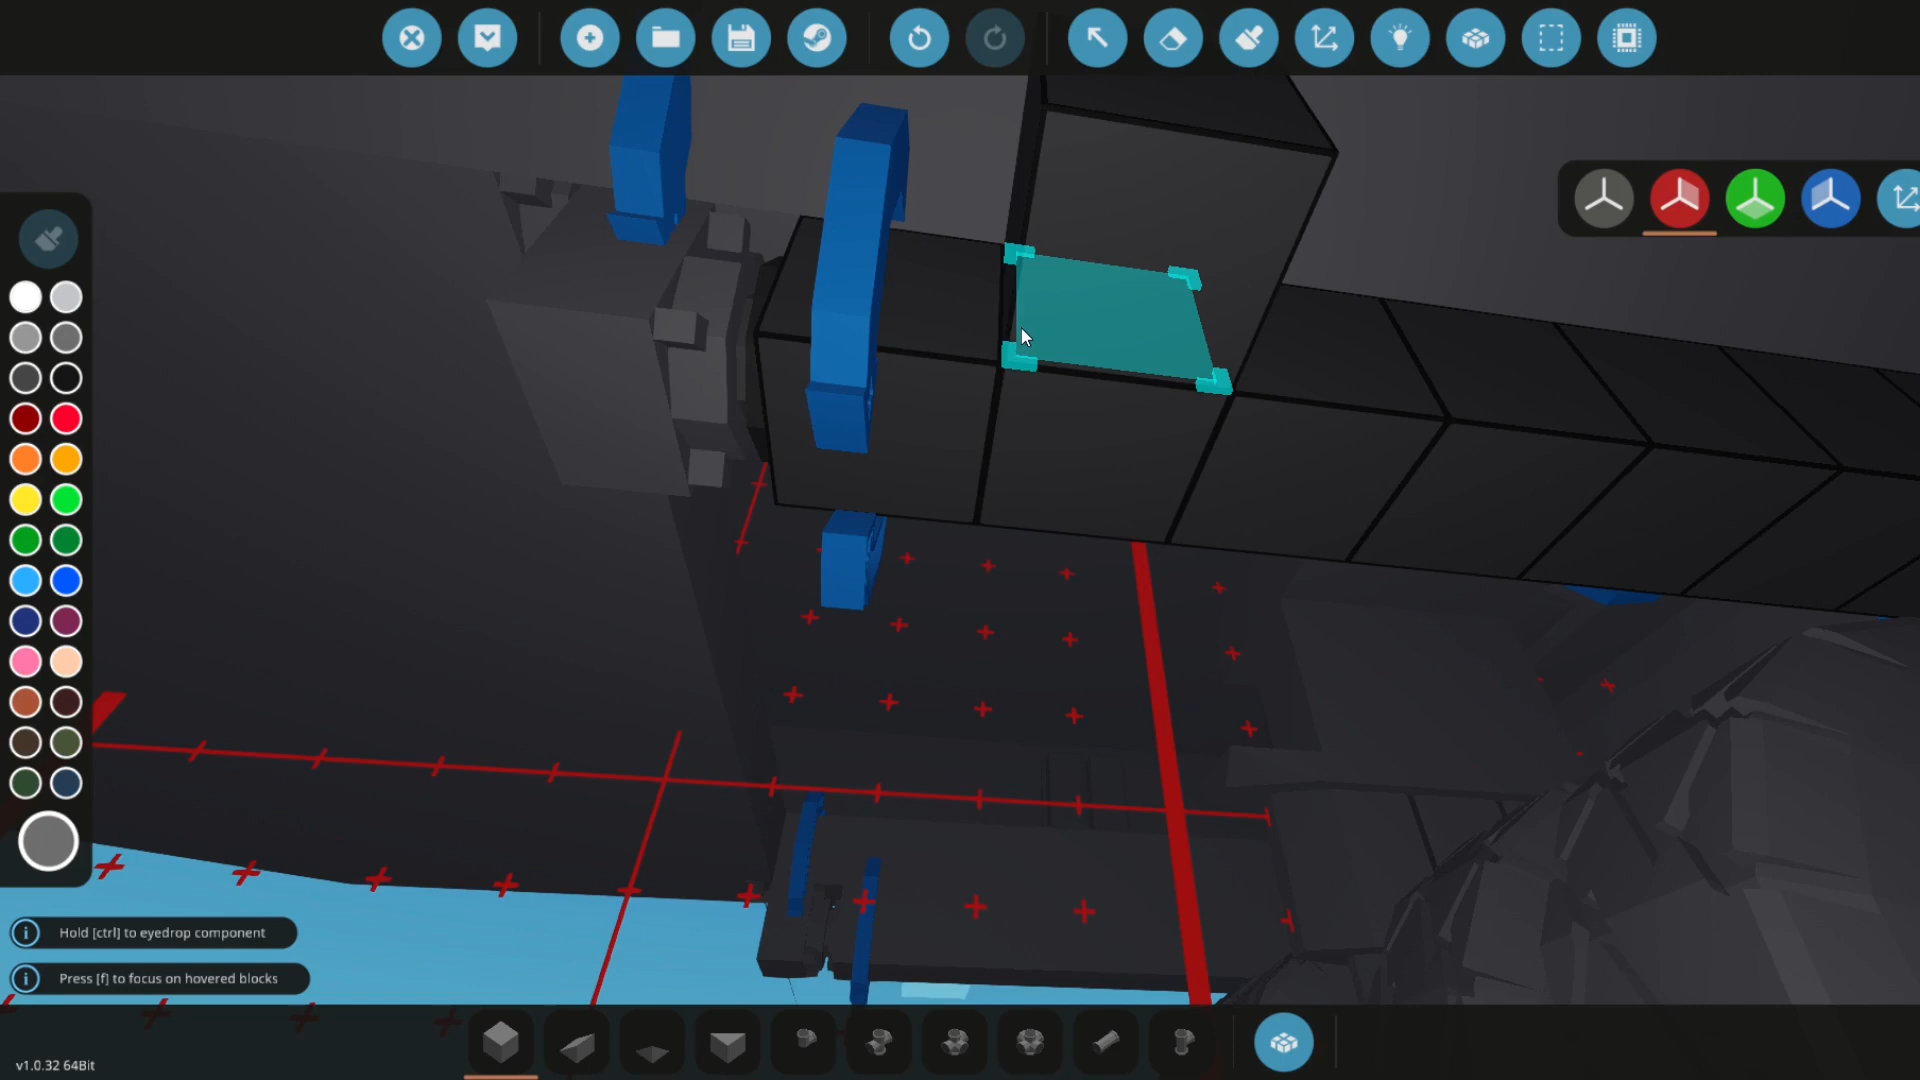 Hold [ctrl] to eyedrop component
Press [f] to focus on hovered blocks
v1.0.32 64Bit